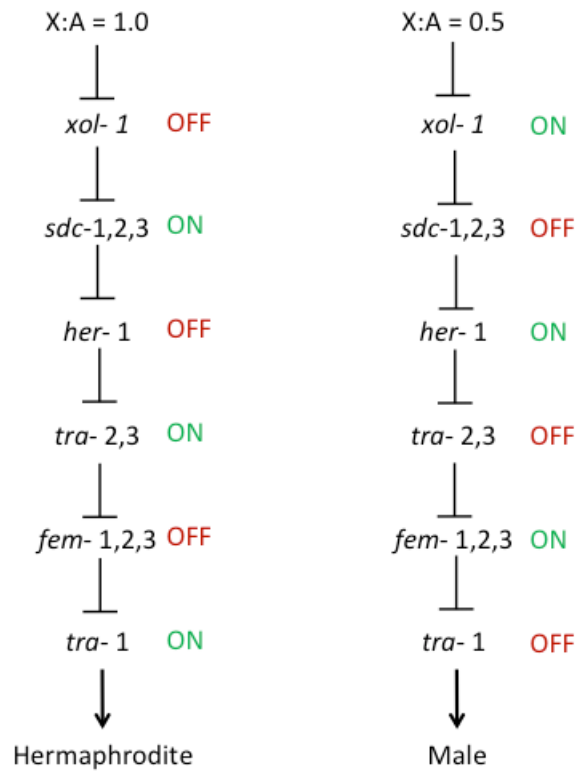 X:A = 1.0
xol- 1 OFF
sdc-1,2,3 ON
her- 1 OFF
tra- 2,3 ON
fem- 1,2,3 OFF
tra- 1 ON
Hermaphrodite
X:A = 0.5
xol- 1 ON
sdc-1,2,3 OFF
her- 1 ON
tra- 2,3 OFF
fem- 1,2,3 ON
tra- 1 OFF
Male